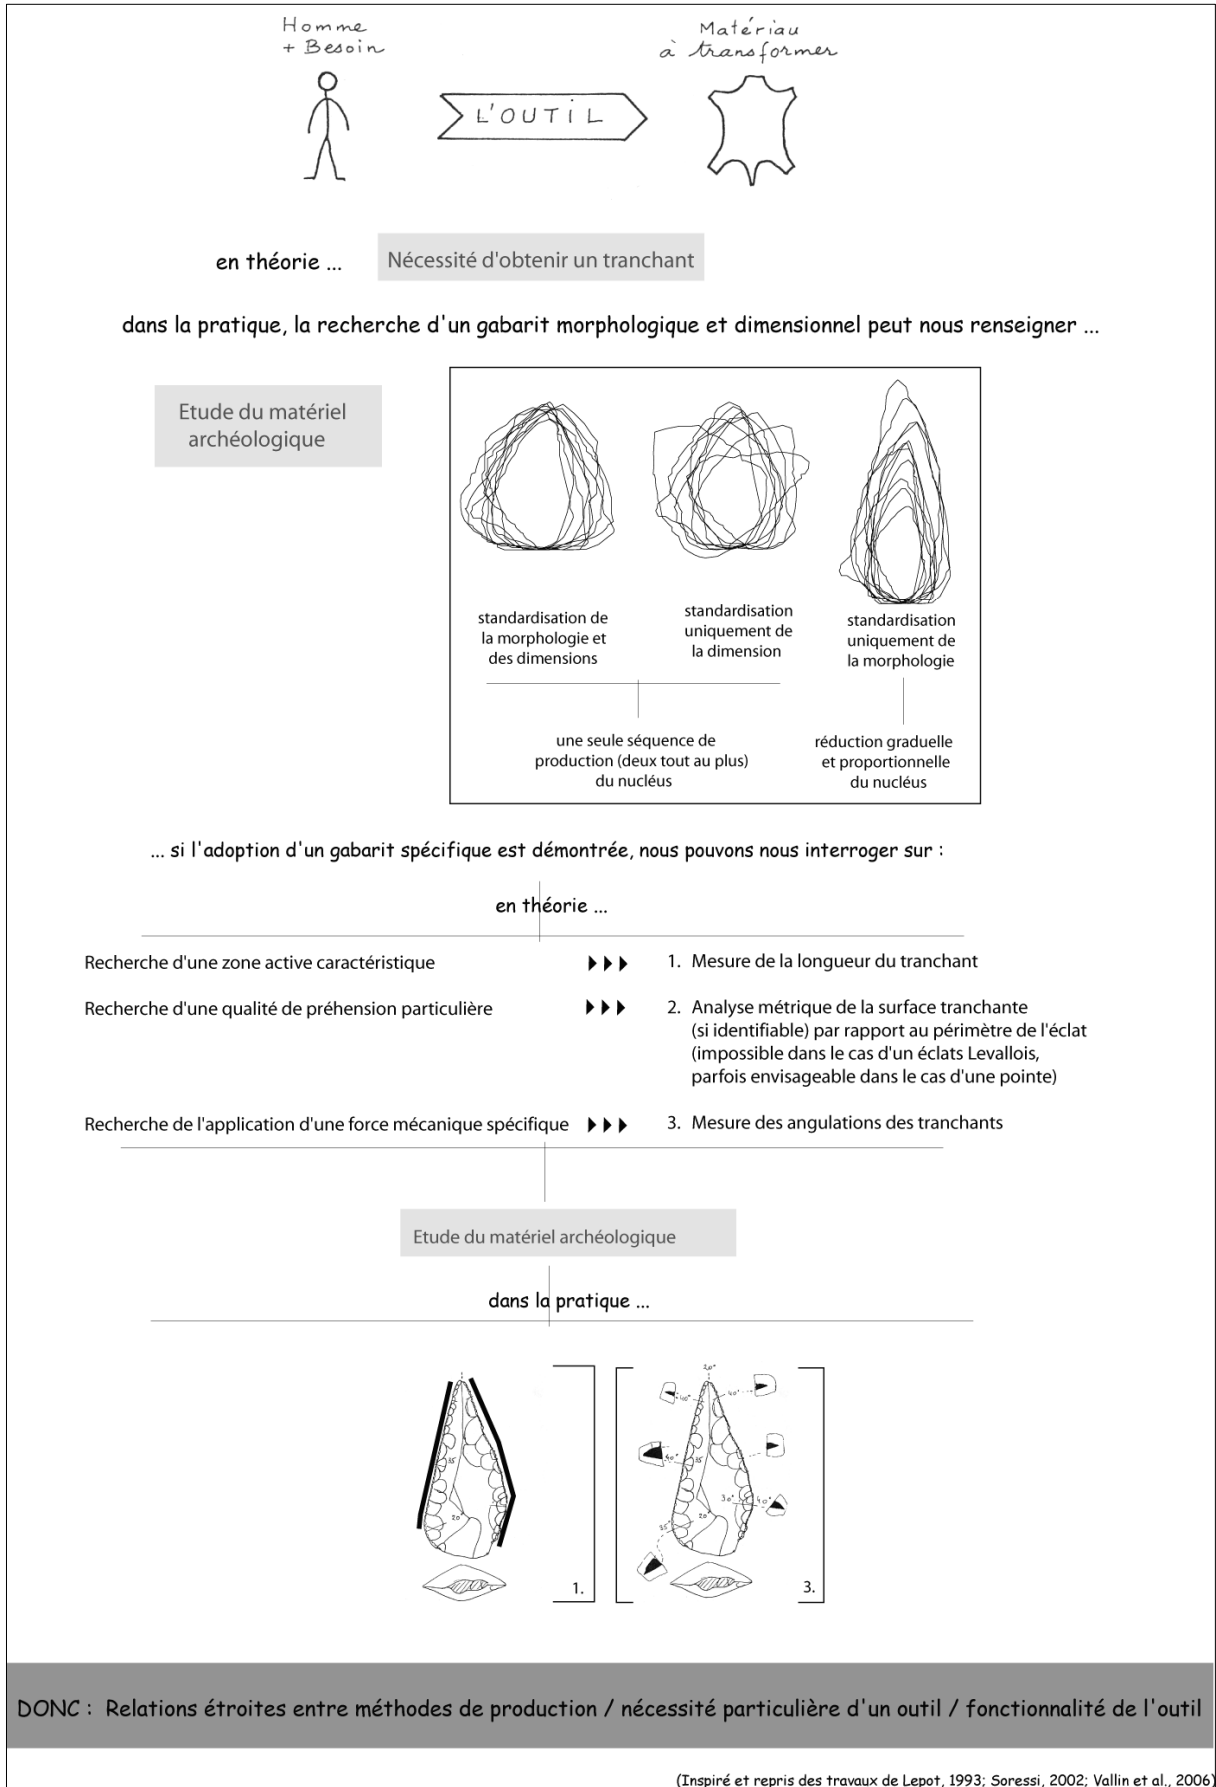 Homme
+ Besoin
Matériau
à transformer
L'OUTIL
en théorie ...
Nécessité d'obtenir un tranchant
dans la pratique, la recherche d'un gabarit morphologique et dimensionnel peut nous renseigner ...
Etude du matériel
archéologique
standardisation de
la morphologie et
des dimensions
standardisation
uniquement de
la dimension
standardisation
uniquement de
la morphologie
une seule séquence de
production (deux tout au plus)
du nucléus
réduction graduelle
et proportionnelle
du nucléus
... si l'adoption d'un gabarit spécifique est démontrée, nous pouvons nous interroger sur :
en théorie ...
Recherche d'une zone active caractéristique
1. Mesure de la longueur du tranchant
Recherche d'une qualité de préhension particulière
2. Analyse métrique de la surface tranchante
(si identifiable) par rapport au périmètre de l'éclat
(impossible dans le cas d'un éclats Levallois,
parfois envisageable dans le cas d'une pointe)
Recherche de l'application d'une force mécanique spécifique
3. Mesure des angulations des tranchants
Etude du matériel archéologique
dans la pratique ...
35
20°
1.
40°
40°
35
30°
40°
20°
35°
3.
DONC : Relations étroites entre méthodes de production / nécessité particulière d'un outil / fonctionnalité de l'outil
(Inspiré et repris des travaux de Lepot, 1993; Soressi, 2002; Vallin et al., 2006)